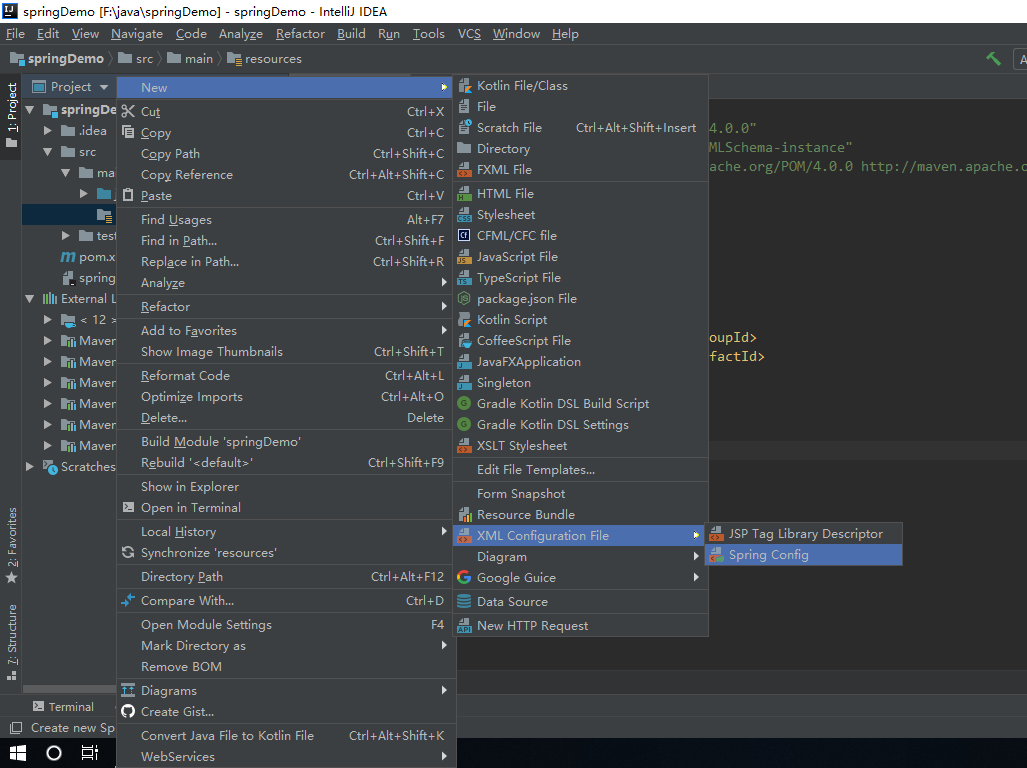 springDemo [F:\java\springDemo] - springDemo - IntelliJ IDEA
File Edit View Navigate Code Analyze Refactor Build Run Tools VCS Window Help
springDemo src main resources
A
1: Project
2: Favorites
7: Structure
Project
springDe
.idea
src
mai
j
test
pom.x
spring
External L
< 12 >
Maven
Maven
Maven
Maven
Maven
Maven
Scratches
New
Cut Ctrl+X
Copy Ctrl+C
Copy Path Ctrl+Shift+C
Copy Reference Ctrl+Alt+Shift+C
Paste Ctrl+V
Find Usages Alt+F7
Find in Path... Ctrl+Shift+F
Replace in Path... Ctrl+Shift+R
Analyze
Refactor
Add to Favorites
Show Image Thumbnails Ctrl+Shift+T
Reformat Code Ctrl+Alt+L
Optimize Imports Ctrl+Alt+O
Delete... Delete
Build Module 'springDemo'
Rebuild '<default>' Ctrl+Shift+F9
Show in Explorer
Open in Terminal
Local History
Synchronize 'resources'
Directory Path Ctrl+Alt+F12
Compare With... Ctrl+D
Open Module Settings F4
Mark Directory as
Remove BOM
Diagrams
Create Gist...
Convert Java File to Kotlin File Ctrl+Alt+Shift+K
WebServices
Kotlin File/Class
File
Scratch File Ctrl+Alt+Shift+Insert
Directory
FXML File
HTML File
Stylesheet
CFML/CFC file
JavaScript File
TypeScript File
package.json File
Kotlin Script
CoffeeScript File
JavaFXApplication
Singleton
Gradle Kotlin DSL Build Script
Gradle Kotlin DSL Settings
XSLT Stylesheet
Edit File Templates...
Form Snapshot
Resource Bundle
XML Configuration File
Diagram
Google Guice
Data Source
New HTTP Request
JSP Tag Library Descriptor
Spring Config
4.0.0"
MLSchema-instance"
pache.org/POM/4.0.0 http://maven.apache.o
oupId>
factId>
Terminal
Create new Sp